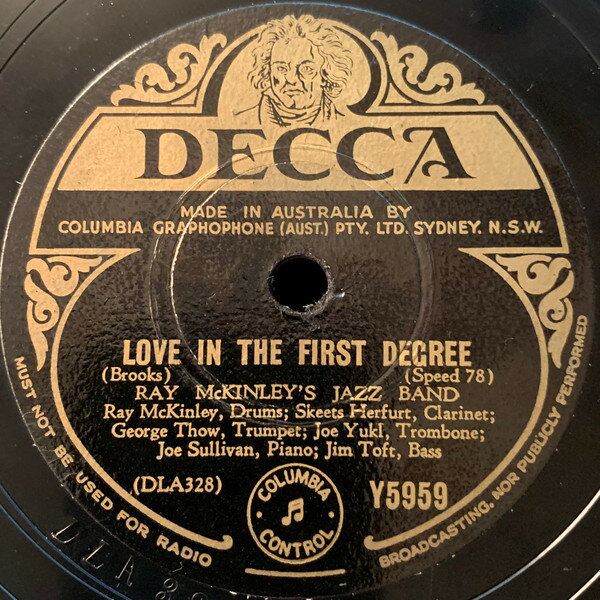 DECCA
MADE IN AUSTRALIA BY
COLUMBIA GRAPHOPHONE (AUST.) PTY. LTD. SYDNEY. N.S.W.
LOVE IN THE FIRST DEGREE
(Brooks) (Speed 78)
RAY McKINLEY'S JAZZ BAND
Ray McKinley, Drums; Skeets Herfurt, Clarinet;
George Thow, Trumpet; Joe Yukl, Trombone;
Joe Sullivan, Piano; Jim Toft, Bass
(DLA328)
COLUMBIA
CONTROL
Y5959
MUST NOT BE USED FOR RADIO
BROADCASTING, NOR PUBLICLY PERFORMED
DLA